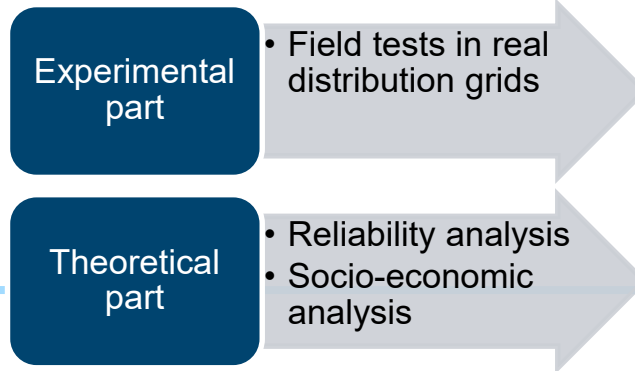 Experimental
part
• Field tests in real
distribution grids
Theoretical
part
• Reliability analysis
• Socio-economic
analysis